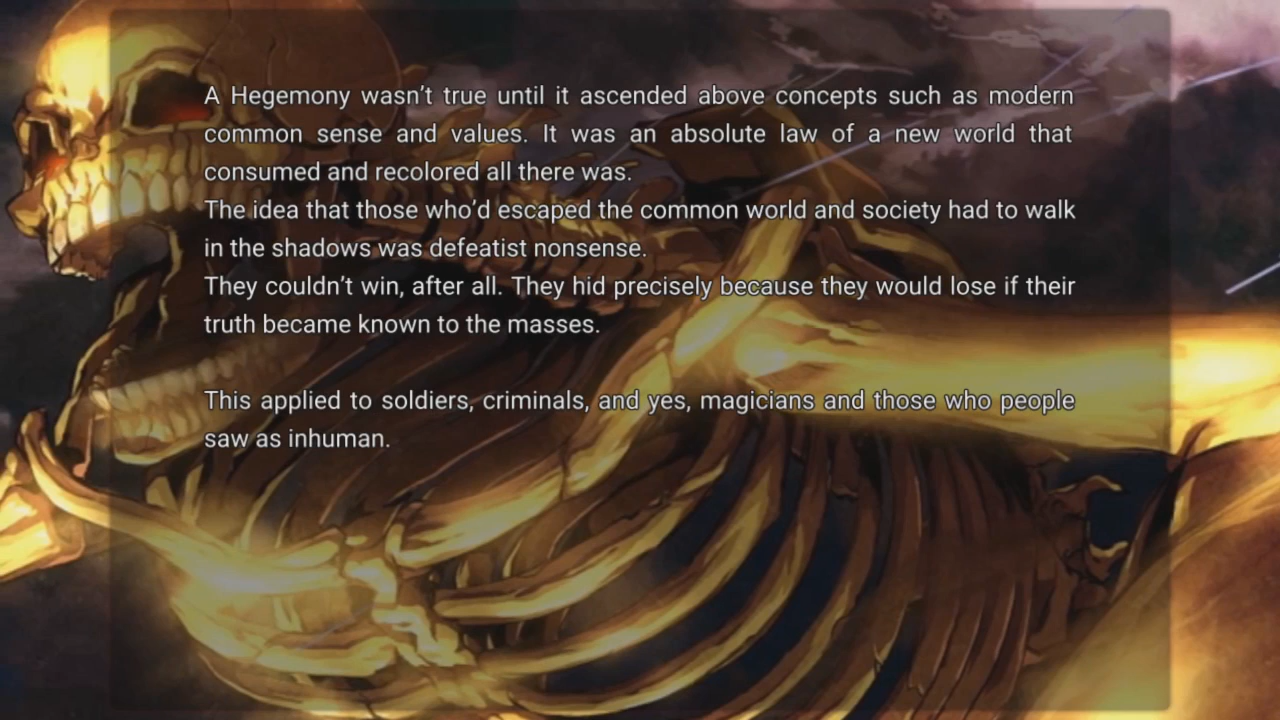 A Hegemony wasn’t true until it ascended above concepts such as modern
common sense and values. It was an absolute law of a new world that
consumed and recolored all there was.
The idea that those who’d escaped the common world and society had to walk
in the shadows was defeatist nonsense.
They couldn’t win, after all. They hid precisely because they would lose if their
truth became known to the masses.
This applied to soldiers, criminals, and yes, magicians and those who people
saw as inhuman.